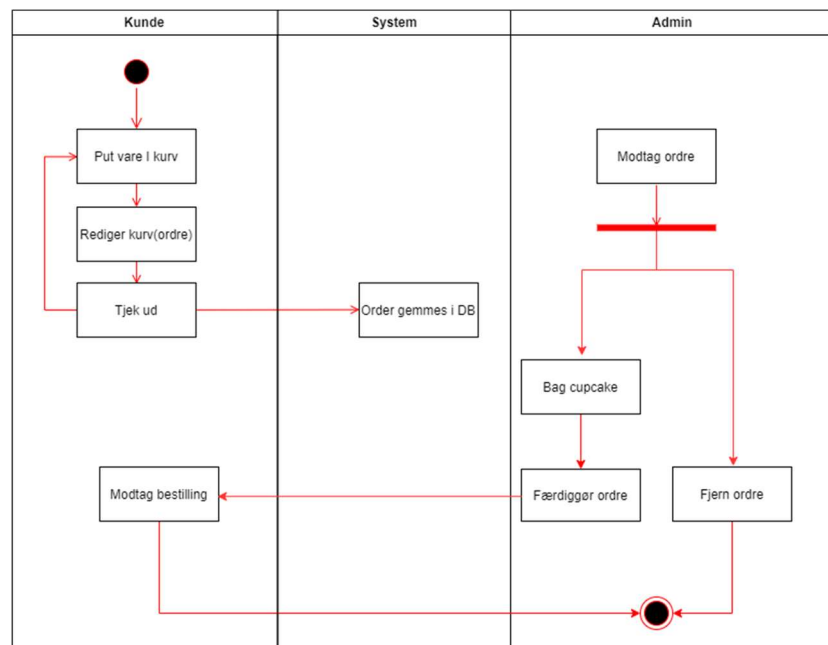 Kunde
System
Admin
Put vare I kurv
Modtag ordre
Rediger kurv(ordre)
Tjek ud
Order gemmes i DB
Bag cupcake
Modtag bestilling
Færdiggør ordre
Fjern ordre